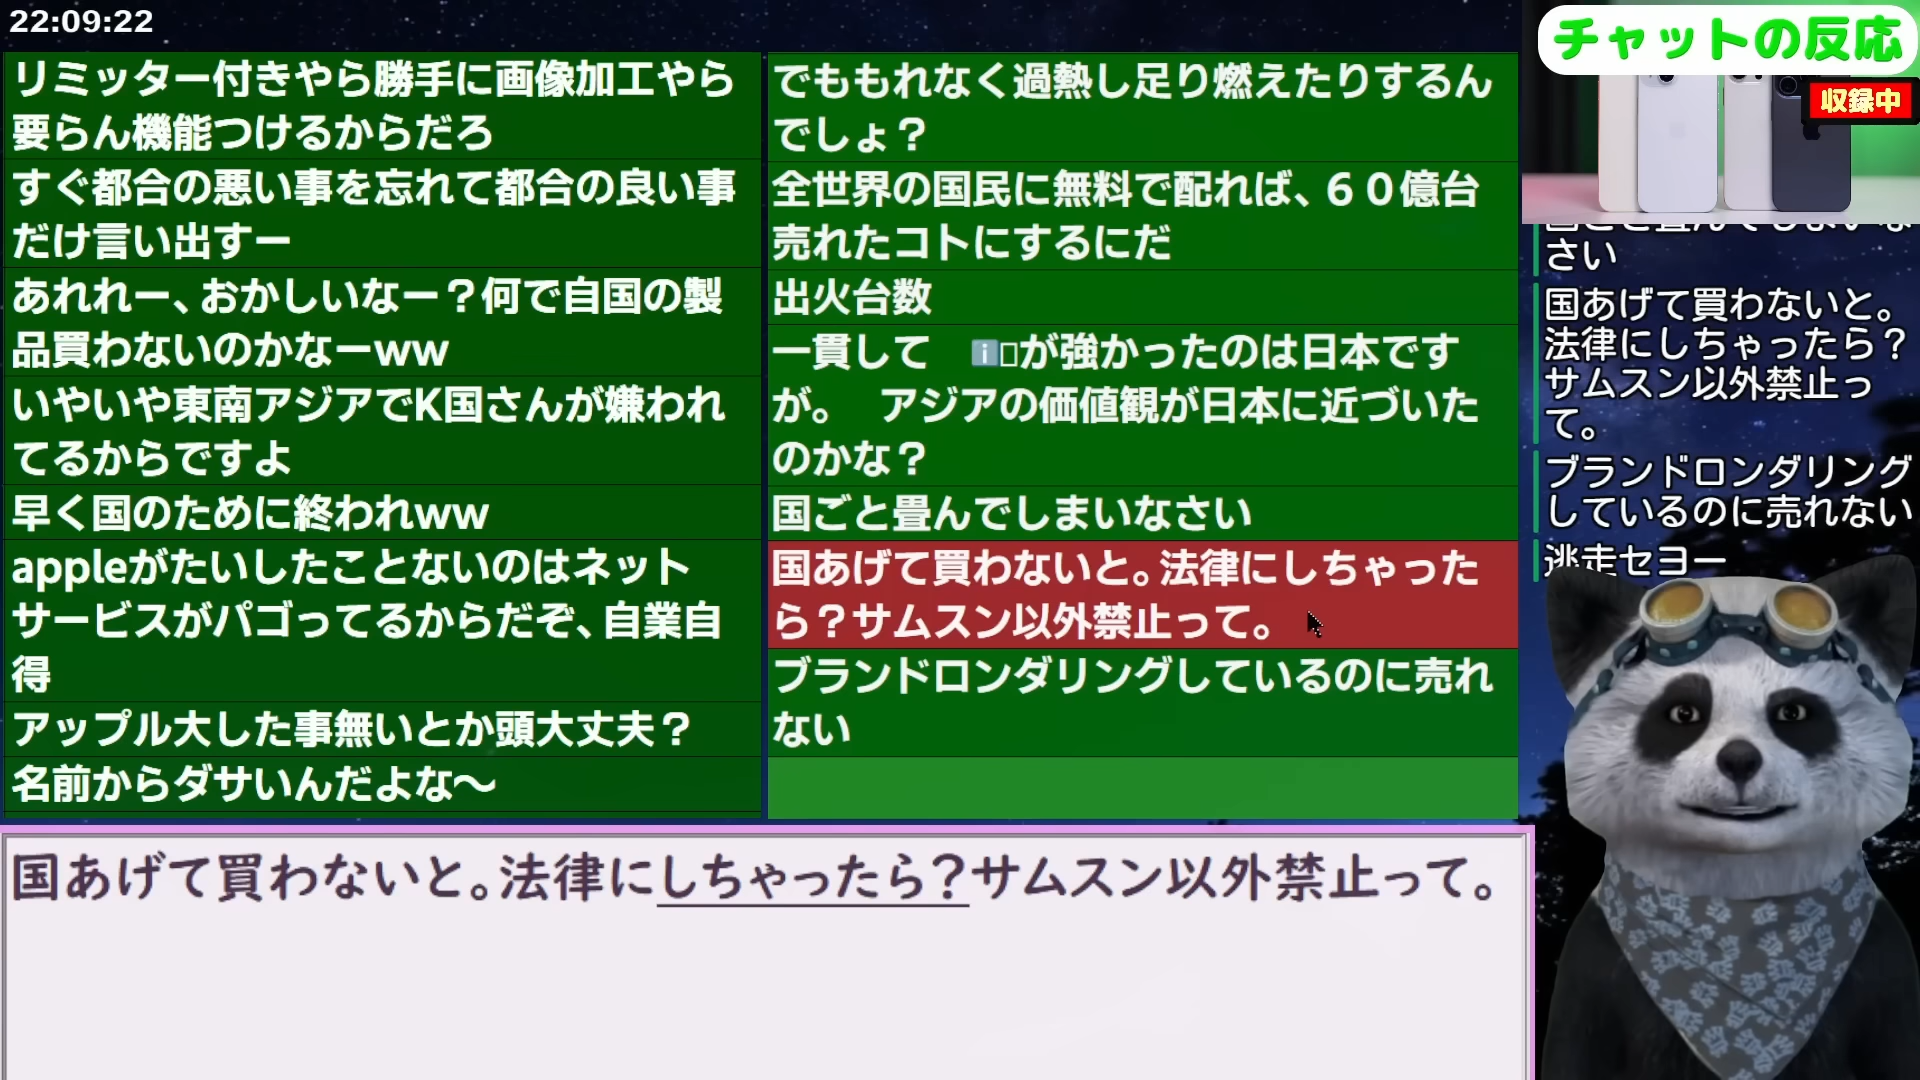 22:09:22
リミッター付きやら勝手に画像加工やら
要らん機能つけるからだろ
すぐ都合の悪い事を忘れて都合の良い事
だけ言い出すー
あれれー、おかしいなー？何で自国の製
品買わないのかなーww
いやいや東南アジアでK国さんが嫌われ
てるからですよ
早く国のために終われww
appleがたいしたことないのはネット
サービスがパゴってるからだぞ、自業自
得
アップル大した事無いとか頭大丈夫？
名前からダサいんだよな～
でももれなく過熱し足り燃えたりするん
でしょ？
全世界の国民に無料で配れば、６０億台
売れたコトにするにだ
出火台数
一貫して　ℹ️が強かったのは日本です
が。　アジアの価値観が日本に近づいた
のかな？
国ごと畳んでしまいなさい
国あげて買わないと。法律にしちゃった
ら？サムスン以外禁止って。
ブランドロンダリングしているのに売れ
ない
チャットの反応
収録中
さい
国あげて買わないと。
法律にしちゃったら？
サムスン以外禁止っ
て。
ブランドロンダリング
しているのに売れない
逃走セヨー
国あげて買わないと。法律にしちゃったら？サムスン以外禁止って。